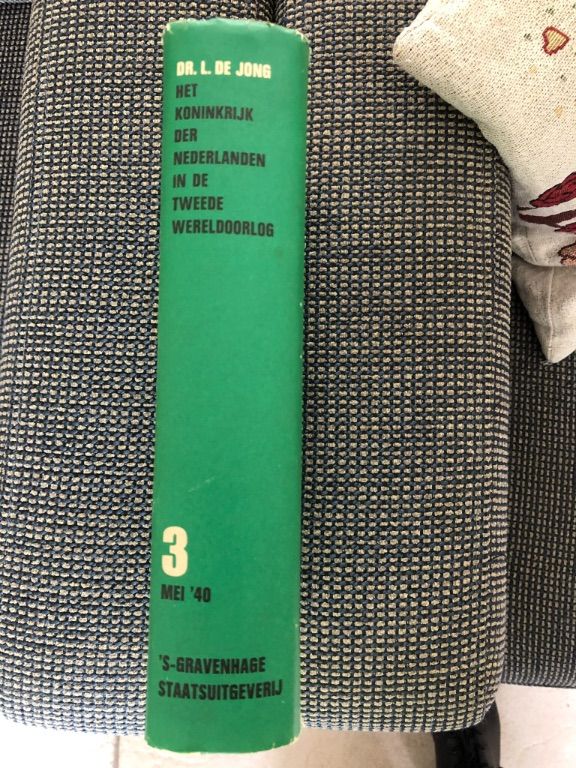 DR. L. DE JONG
HET
KONINKRIJK
DER
NEDERLANDEN
IN DE
TWEEDE
WERELDOORLOG
3
MEI '40
'S-GRAVENHAGE
STAATSUITGEVERIJ